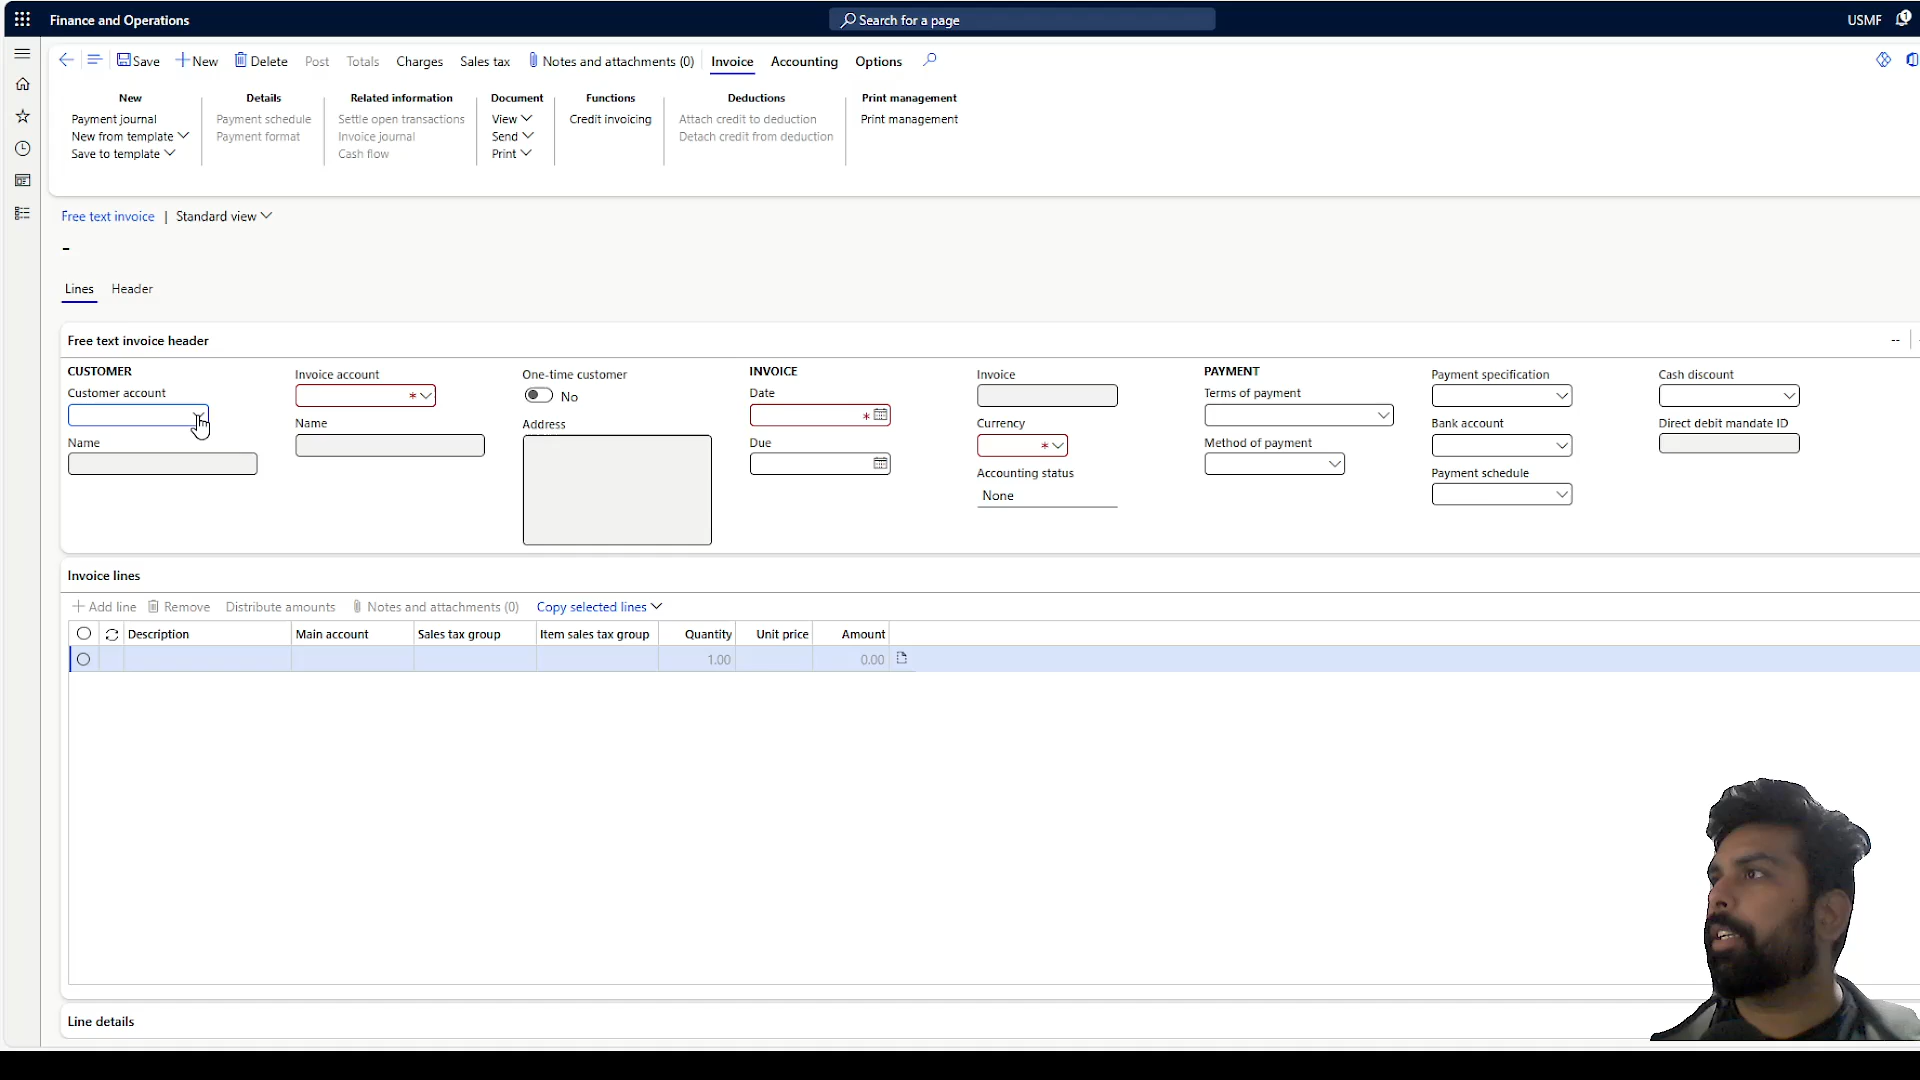 Finance and Operations
Search for a page
USMF
1
Save
New
Delete
Post
Totals
Charges
Sales tax
Notes and attachments (0)
Invoice
Accounting
Options
New
Payment journal
New from template
Save to template
Details
Payment schedule
Payment format
Related information
Settle open transactions
Invoice journal
Cash flow
Document
View
Send
Print
Functions
Credit invoicing
Deductions
Attach credit to deduction
Detach credit from deduction
Print management
Print management
Free text invoice | Standard view
-
Lines
Header
Free text invoice header
--
CUSTOMER
Customer account
Name
Invoice account
*
Name
One-time customer
No
Address
INVOICE
Date
*
Due
Invoice
Currency
*
Accounting status
None
PAYMENT
Terms of payment
Method of payment
Payment specification
Bank account
Payment schedule
Cash discount
Direct debit mandate ID
Invoice lines
Add line
Remove
Distribute amounts
Notes and attachments (0)
Copy selected lines
Description Main account Sales tax group Item sales tax group Quantity Unit price Amount
1.00 0.00
Line details